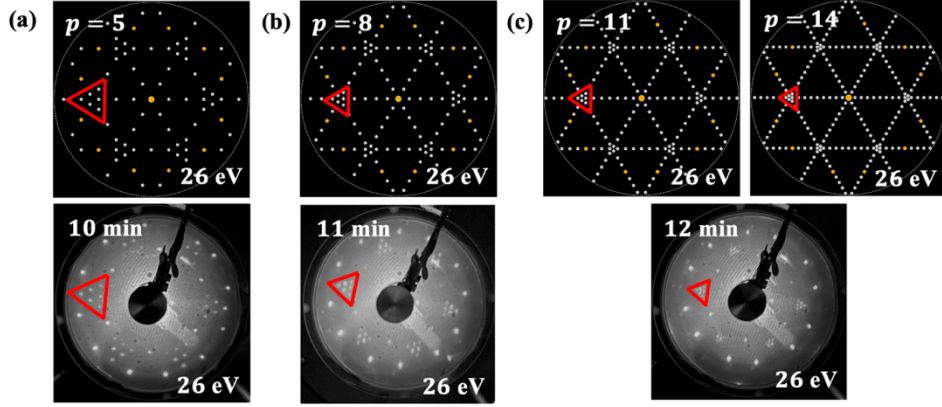 (a)
p = 5
26 eV
(b)
p = 8
26 eV
(c)
p = 11
26 eV
p = 14
26 eV
10 min
26 eV
11 min
26 eV
12 min
26 eV